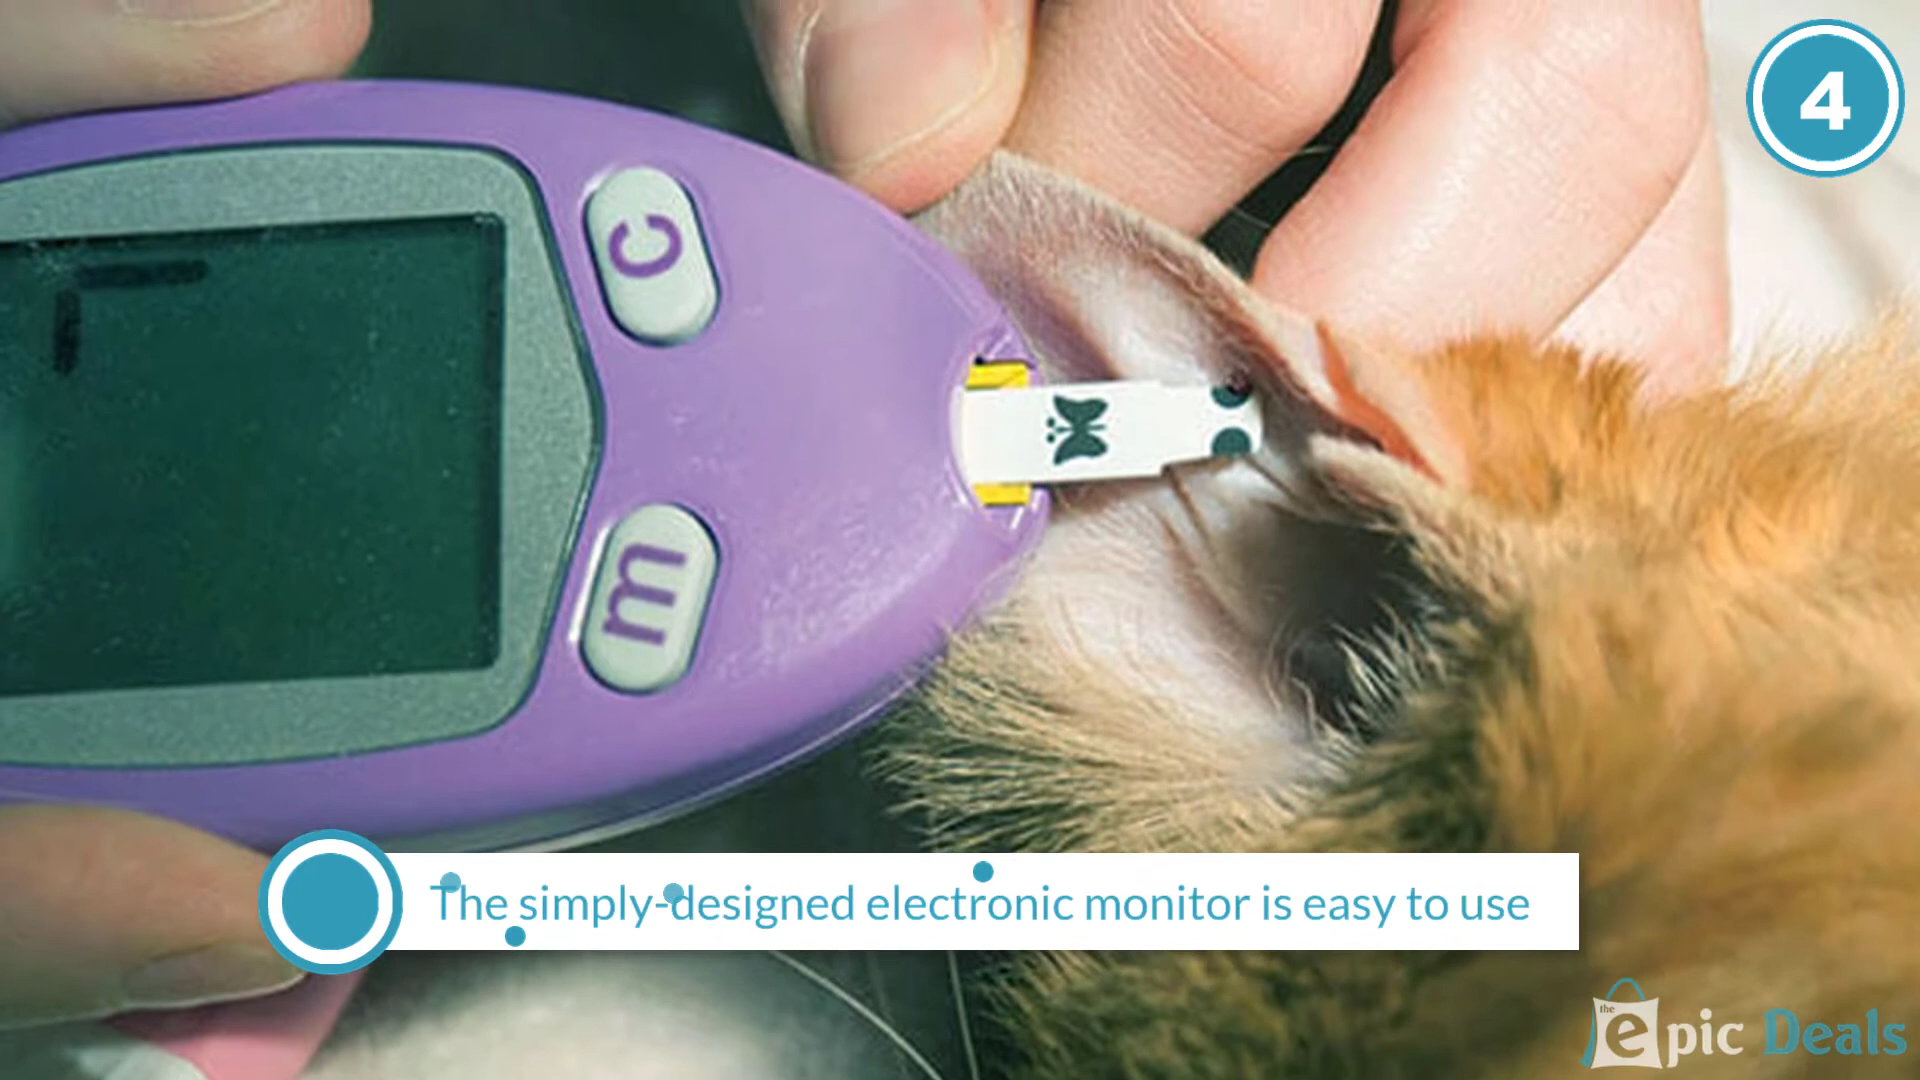 4
c
m
The simply-designed electronic monitor is easy to use
the epic Deals